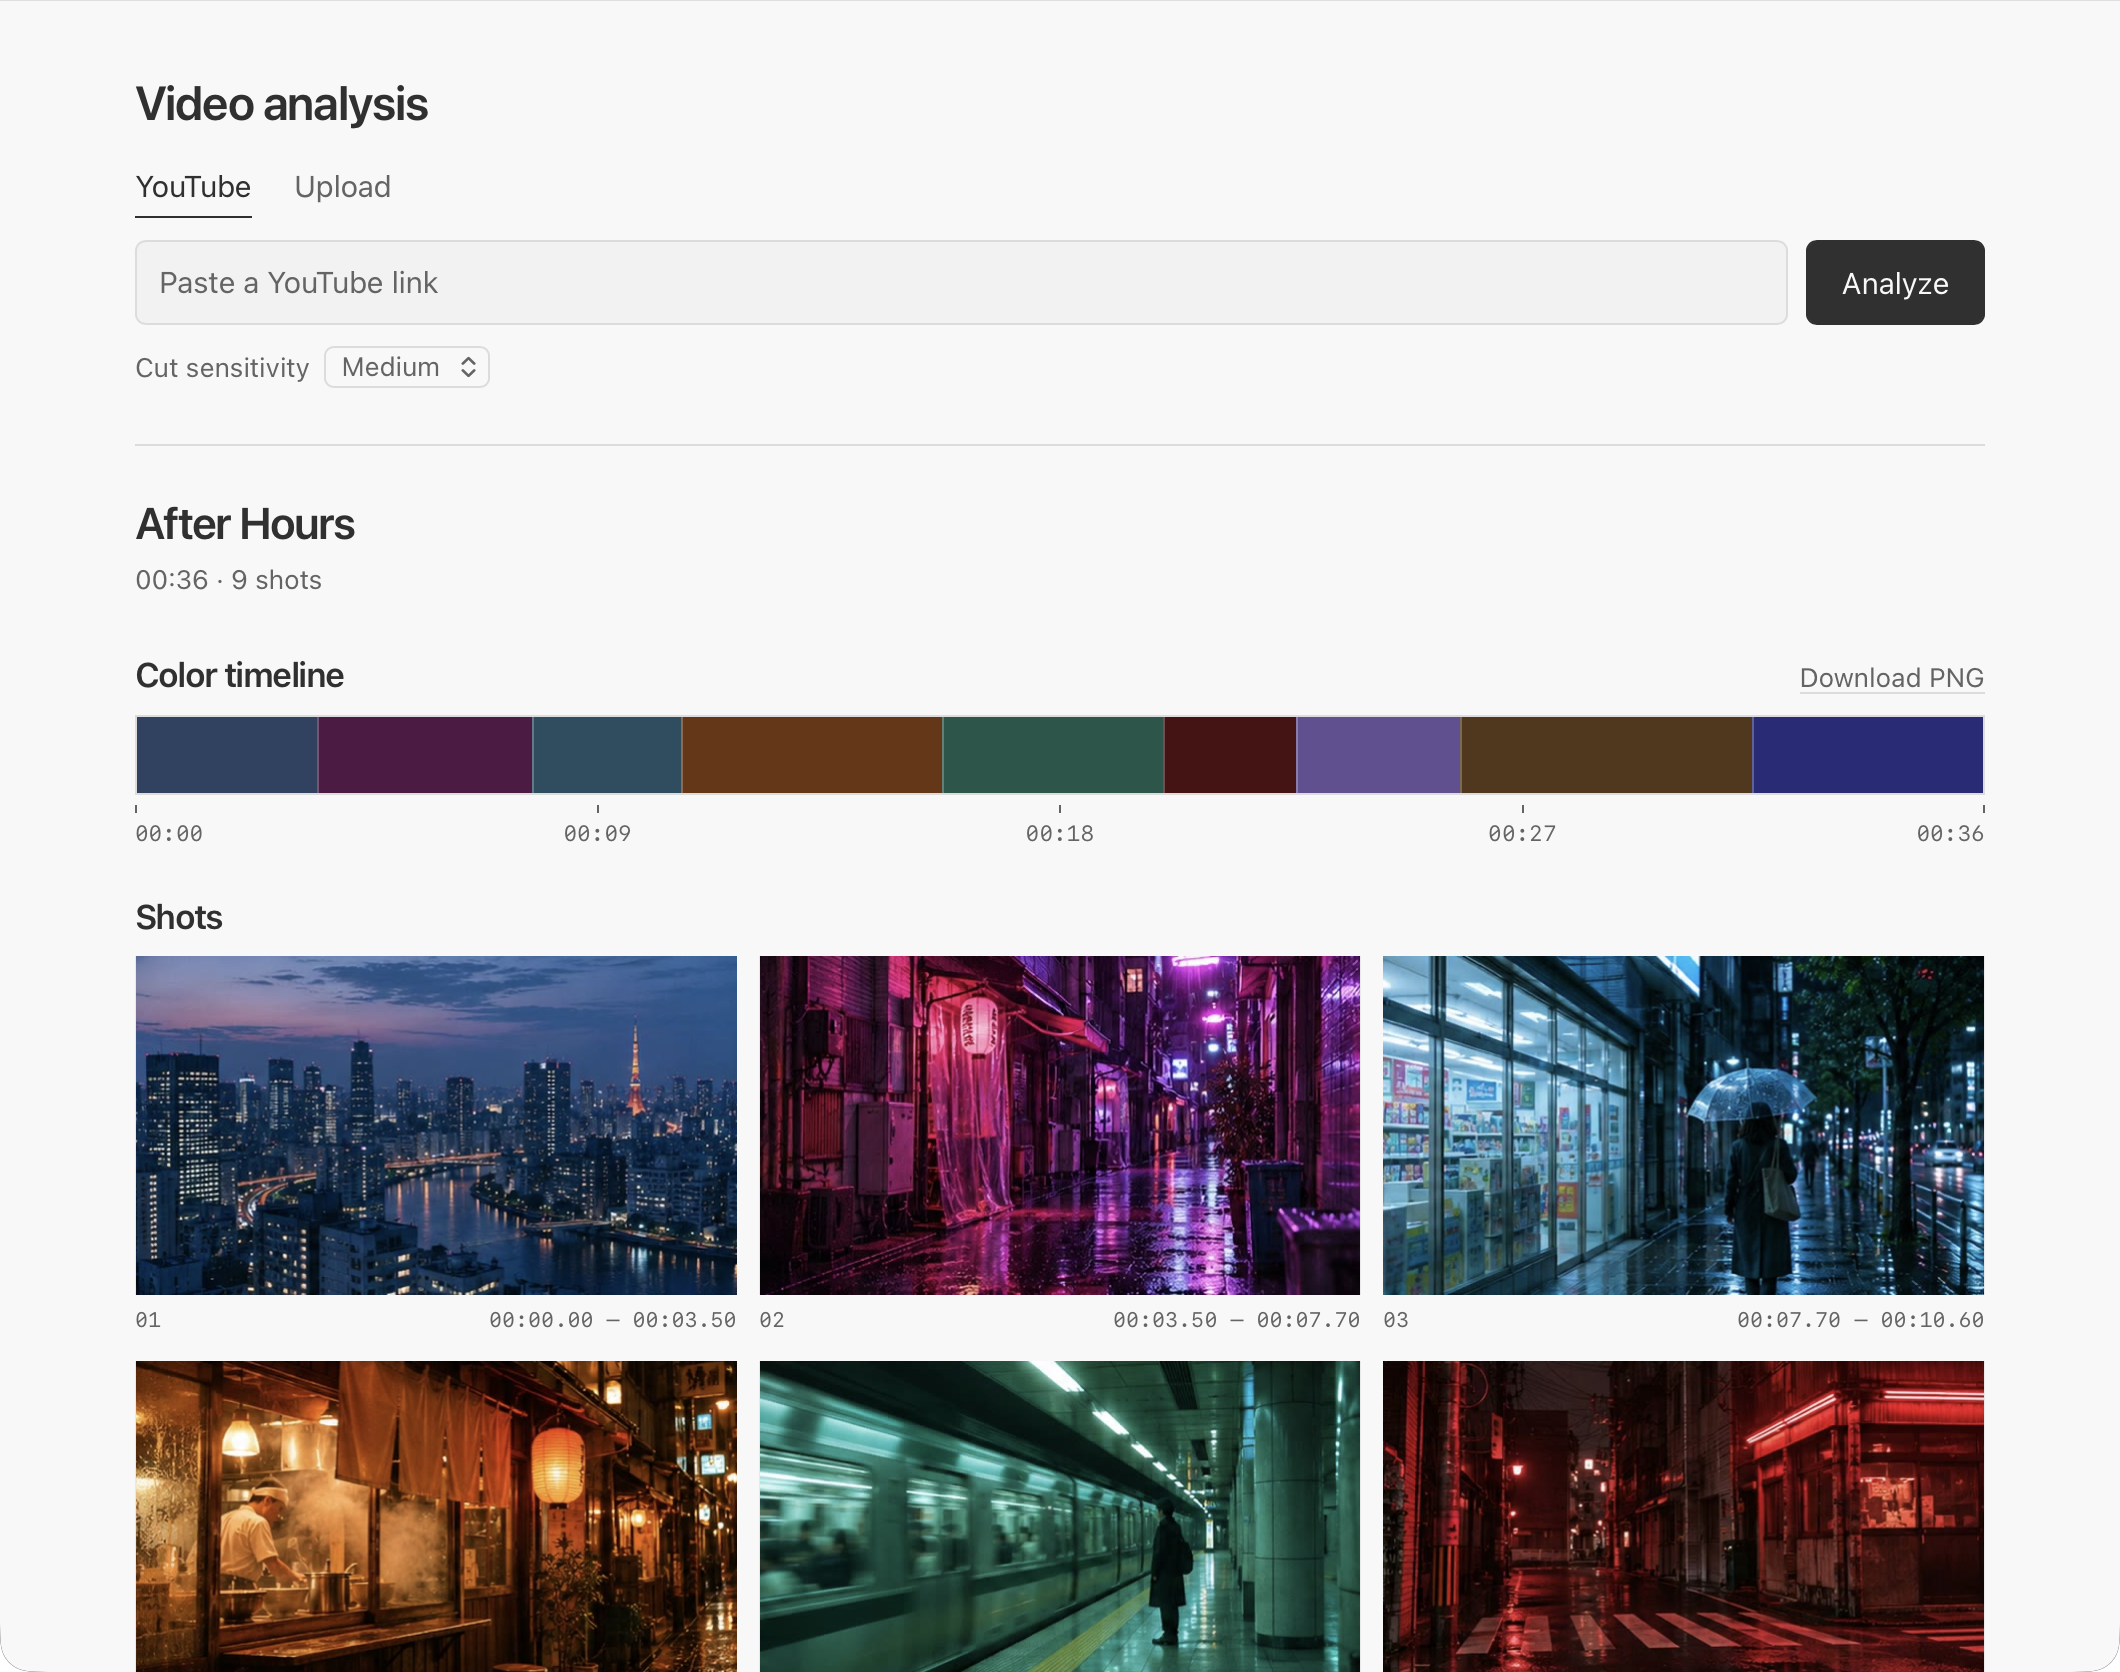 Video analysis
YouTube Upload
Paste a YouTube link Analyze
Cut sensitivity Medium
After Hours
00:36 · 9 shots
Color timeline Download PNG
00:00 00:09 00:18 00:27 00:36
Shots
01 00:00.00 — 00:03.50 02 00:03.50 — 00:07.70 03 00:07.70 — 00:10.60